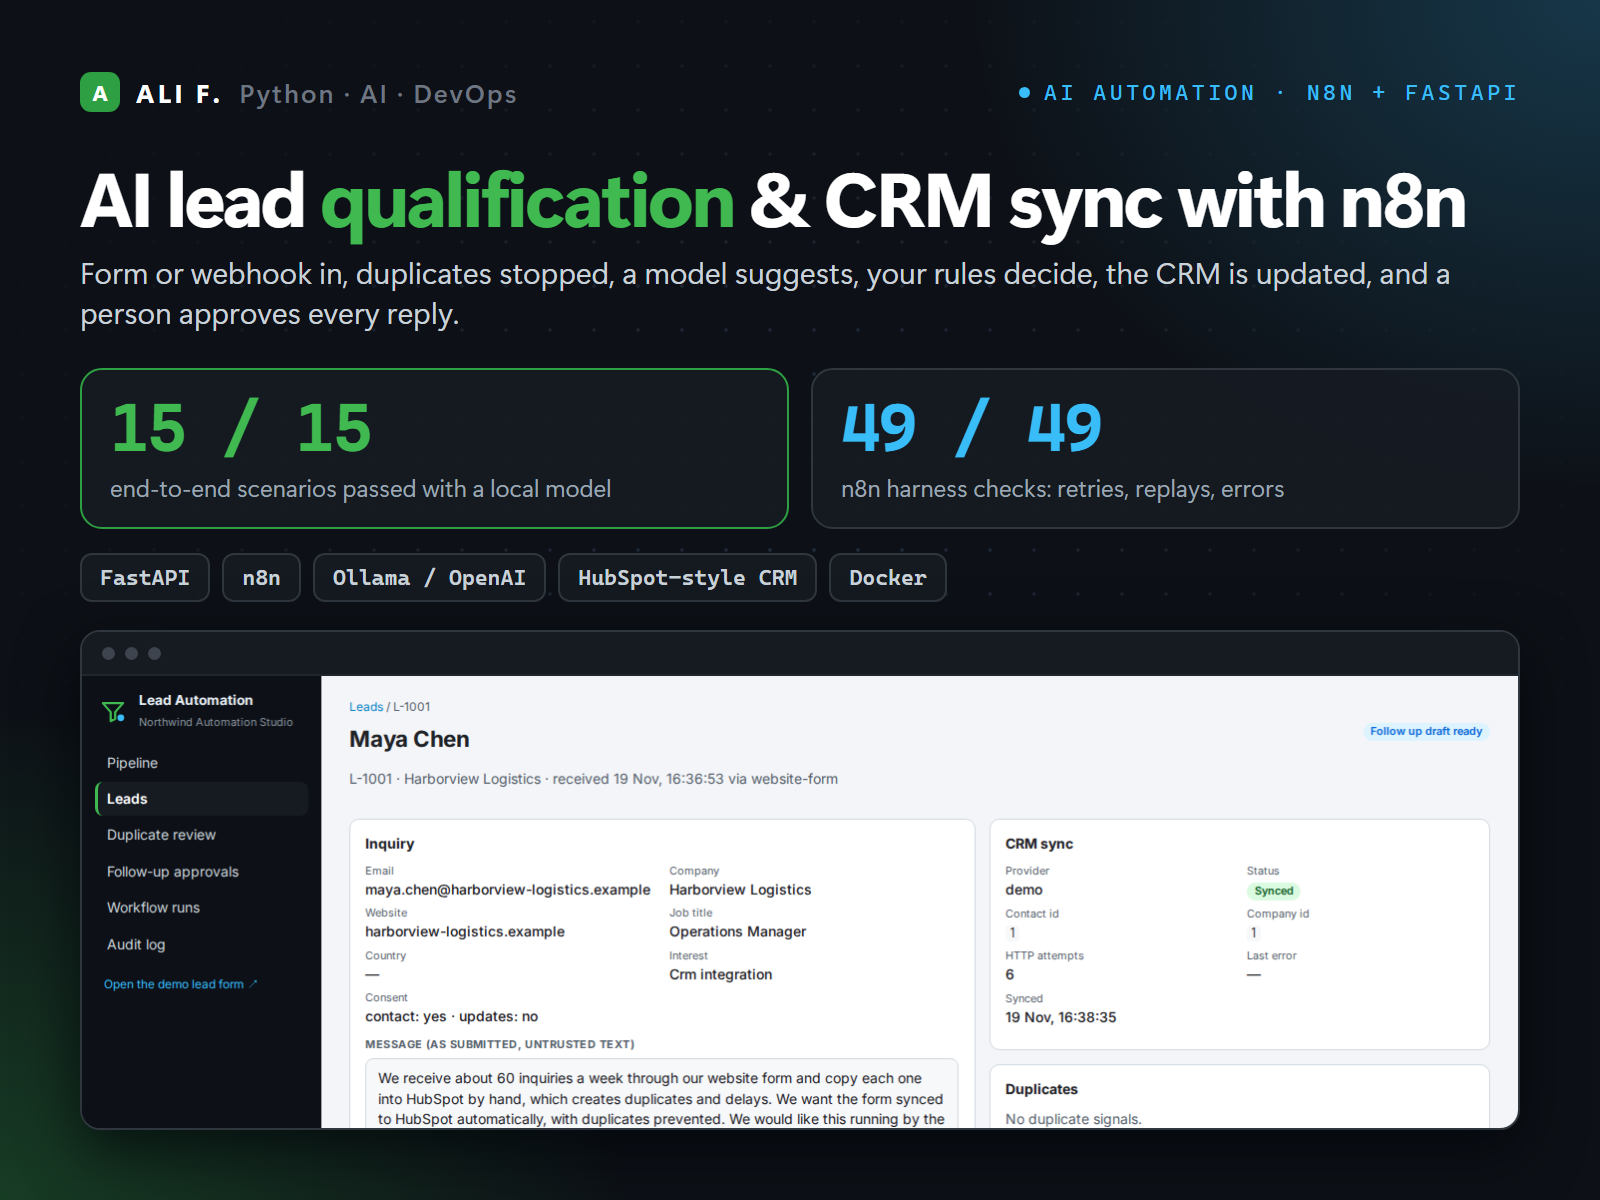 A ALI F. Python · AI · DevOps
AI AUTOMATION · N8N + FASTAPI
AI lead qualification & CRM sync with n8n
Form or webhook in, duplicates stopped, a model suggests, your rules decide, the CRM is updated, and a
person approves every reply.
15 / 15
end-to-end scenarios passed with a local model
49 / 49
n8n harness checks: retries, replays, errors
FastAPI
n8n
Ollama / OpenAI
HubSpot-style CRM
Docker
Lead Automation
Northwind Automation Studio
Pipeline
Leads
Duplicate review
Follow-up approvals
Workflow runs
Audit log
Open the demo lead form ↗
Leads / L-1001
Maya Chen
Follow up draft ready
L-1001 · Harborview Logistics · received 19 Nov, 16:36:53 via website-form
Inquiry
Email
maya.chen@harborview-logistics.example
Company
Harborview Logistics
Website
harborview-logistics.example
Job title
Operations Manager
Country
—
Interest
Crm integration
Consent
contact: yes · updates: no
MESSAGE (AS SUBMITTED, UNTRUSTED TEXT)
We receive about 60 inquiries a week through our website form and copy each one
into HubSpot by hand, which creates duplicates and delays. We want the form synced
to HubSpot automatically, with duplicates prevented. We would like this running by the
CRM sync
Provider
demo
Status
Synced
Contact id
1
Company id
1
HTTP attempts
6
Last error
—
Synced
19 Nov, 16:38:35
Duplicates
No duplicate signals.